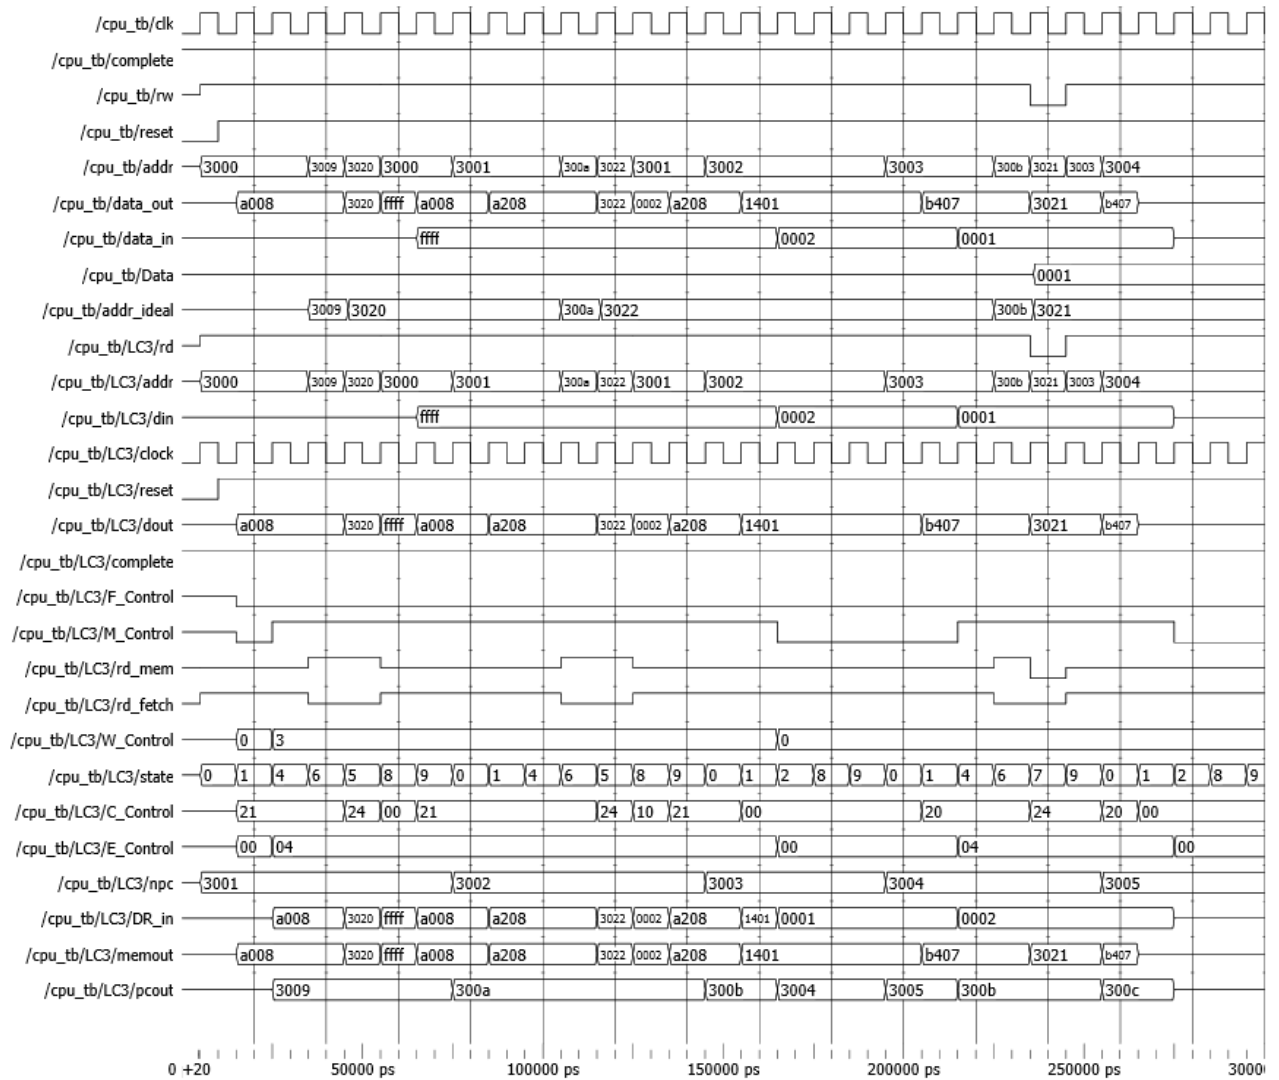 /cpu_tb/clk
/cpu_tb/complete
/cpu_tb/rw
/cpu_tb/reset
/cpu_tb/addr 3000 3009 3020 3000 3001 300a 3022 3001 3002 3003 300b 3021 3003 3004
/cpu_tb/data_out a008 3020 ffff a008 a208 3022 0002 a208 1401 b407 3021 b407
/cpu_tb/data_in ffff 0002 0001
/cpu_tb/Data 0001
/cpu_tb/addr_ideal 3009 3020 300a 3022 300b 3021
/cpu_tb/LC3/rd
/cpu_tb/LC3/addr 3000 3009 3020 3000 3001 300a 3022 3001 3002 3003 300b 3021 3003 3004
/cpu_tb/LC3/din ffff 0002 0001
/cpu_tb/LC3/clock
/cpu_tb/LC3/reset
/cpu_tb/LC3/dout a008 3020 ffff a008 a208 3022 0002 a208 1401 b407 3021 b407
/cpu_tb/LC3/complete
/cpu_tb/LC3/F_Control
/cpu_tb/LC3/M_Control
/cpu_tb/LC3/rd_mem
/cpu_tb/LC3/rd_fetch
/cpu_tb/LC3/W_Control 0 3 0
/cpu_tb/LC3/state 0 1 4 6 5 8 9 0 1 4 6 5 8 9 0 1 2 8 9 0 1 4 6 7 9 0 1 2 8 9
/cpu_tb/LC3/C_Control 21 24 00 21 24 10 21 00 20 24 20 00
/cpu_tb/LC3/E_Control 00 04 00 04 00
/cpu_tb/LC3/npc 3001 3002 3003 3004 3005
/cpu_tb/LC3/DR_in a008 3020 ffff a008 a208 3022 0002 a208 1401 0001 0002
/cpu_tb/LC3/memout a008 3020 ffff a008 a208 3022 0002 a208 1401 b407 3021 b407
/cpu_tb/LC3/pcout 3009 300a 300b 3004 3005 300b 300c
0 +20 50000 ps 100000 ps 150000 ps 200000 ps 250000 ps 30000